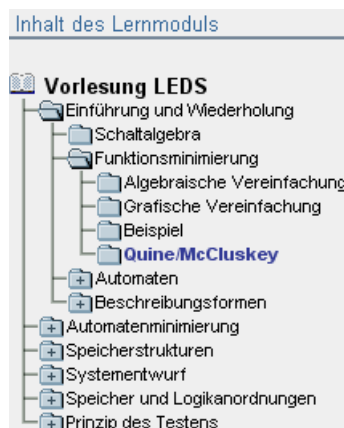 Inhalt des Lernmoduls
Vorlesung LEDS
Einführung und Wiederholung
Schaltalgebra
Funktionsminimierung
Algebraische Vereinfachung
Grafische Vereinfachung
Beispiel
Quine/McCluskey
Automaten
Beschreibungsformen
Automatenminimierung
Speicherstrukturen
Systementwurf
Speicher und Logikanordnungen
Prinzip des Testens